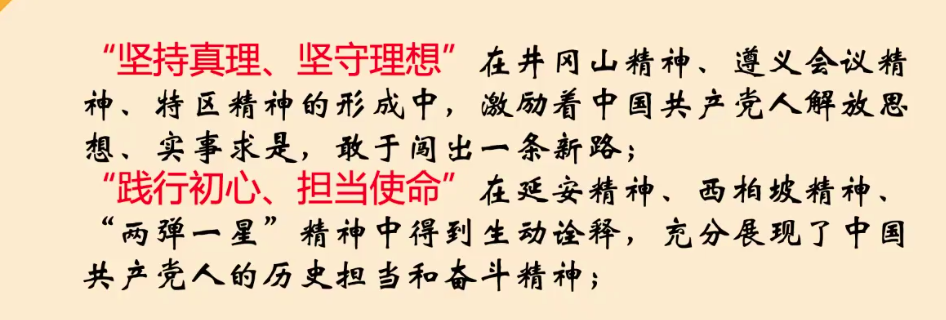 “坚持真理、坚守理想”在井冈山精神、遵义会议精
神、特区精神的形成中，激励着中国共产党人解放思
想、实事求是，敢于闯出一条新路；
“践行初心、担当使命”在延安精神、西柏坡精神、
“两弹一星”精神中得到生动诠释，充分展现了中国
共产党人的历史担当和奋斗精神；